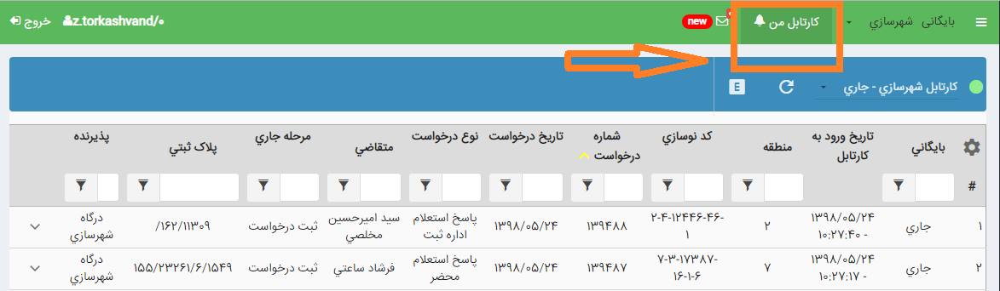 بايگانی شهرسازي کارتابل من new z.torkashvand/۰ خروج
کارتابل شهرسازي - جاري E
بايگاني تاريخ ورود به کارتابل منطقه کد نوسازي شماره درخواست تاريخ درخواست نوع درخواست متقاضي مرحله جاري پلاک ثبتي پذيرنده
#
۱ جاري ۱۳۹۸/۰۵/۲۴ - ۱۰:۲۷:۴۰ ۲ ۲-۴-۱۲۴۴۶-۴۶-۱ ۱۳۹۴۸۸ ۱۳۹۸/۰۵/۲۴ پاسخ استعلام اداره ثبت سيد اميرحسين مخلصي ثبت درخواست /۱۶۲/۱۱۳۰۹ درگاه شهرسازي
۲ جاري ۱۳۹۸/۰۵/۲۴ - ۱۰:۲۷:۱۷ ۷ ۷-۳-۱۷۳۸۷-۱۶-۱-۶ ۱۳۹۴۸۷ ۱۳۹۸/۰۵/۲۴ پاسخ استعلام محضر فرشاد ساعتي ثبت درخواست ۱۵۵/۲۳۲۶۱/۶/۱۵۴۹ درگاه شهرسازي